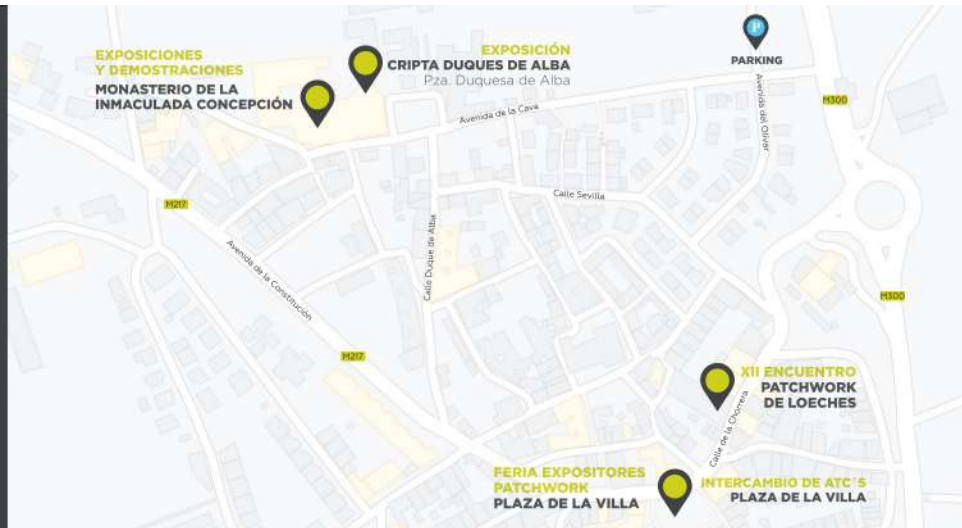 EXPOSICIONES
Y DEMOSTRACIONES
MONASTERIO DE LA
INMACULADA CONCEPCIÓN
EXPOSICIÓN
CRIPTA DUQUES DE ALBA
Pza. Duquesa de Alba
P
PARKING
Avenida del Olivar
M300
Avenida de la Cava
Calle Sevilla
M217
Avenida de la Constitución
Calle Duque de Alba
M300
M217
XII ENCUENTRO
PATCHWORK
DE LOECHES
Calle de la Chorrera
FERIA EXPOSITORES
PATCHWORK
PLAZA DE LA VILLA
INTERCAMBIO DE ATC´S
PLAZA DE LA VILLA